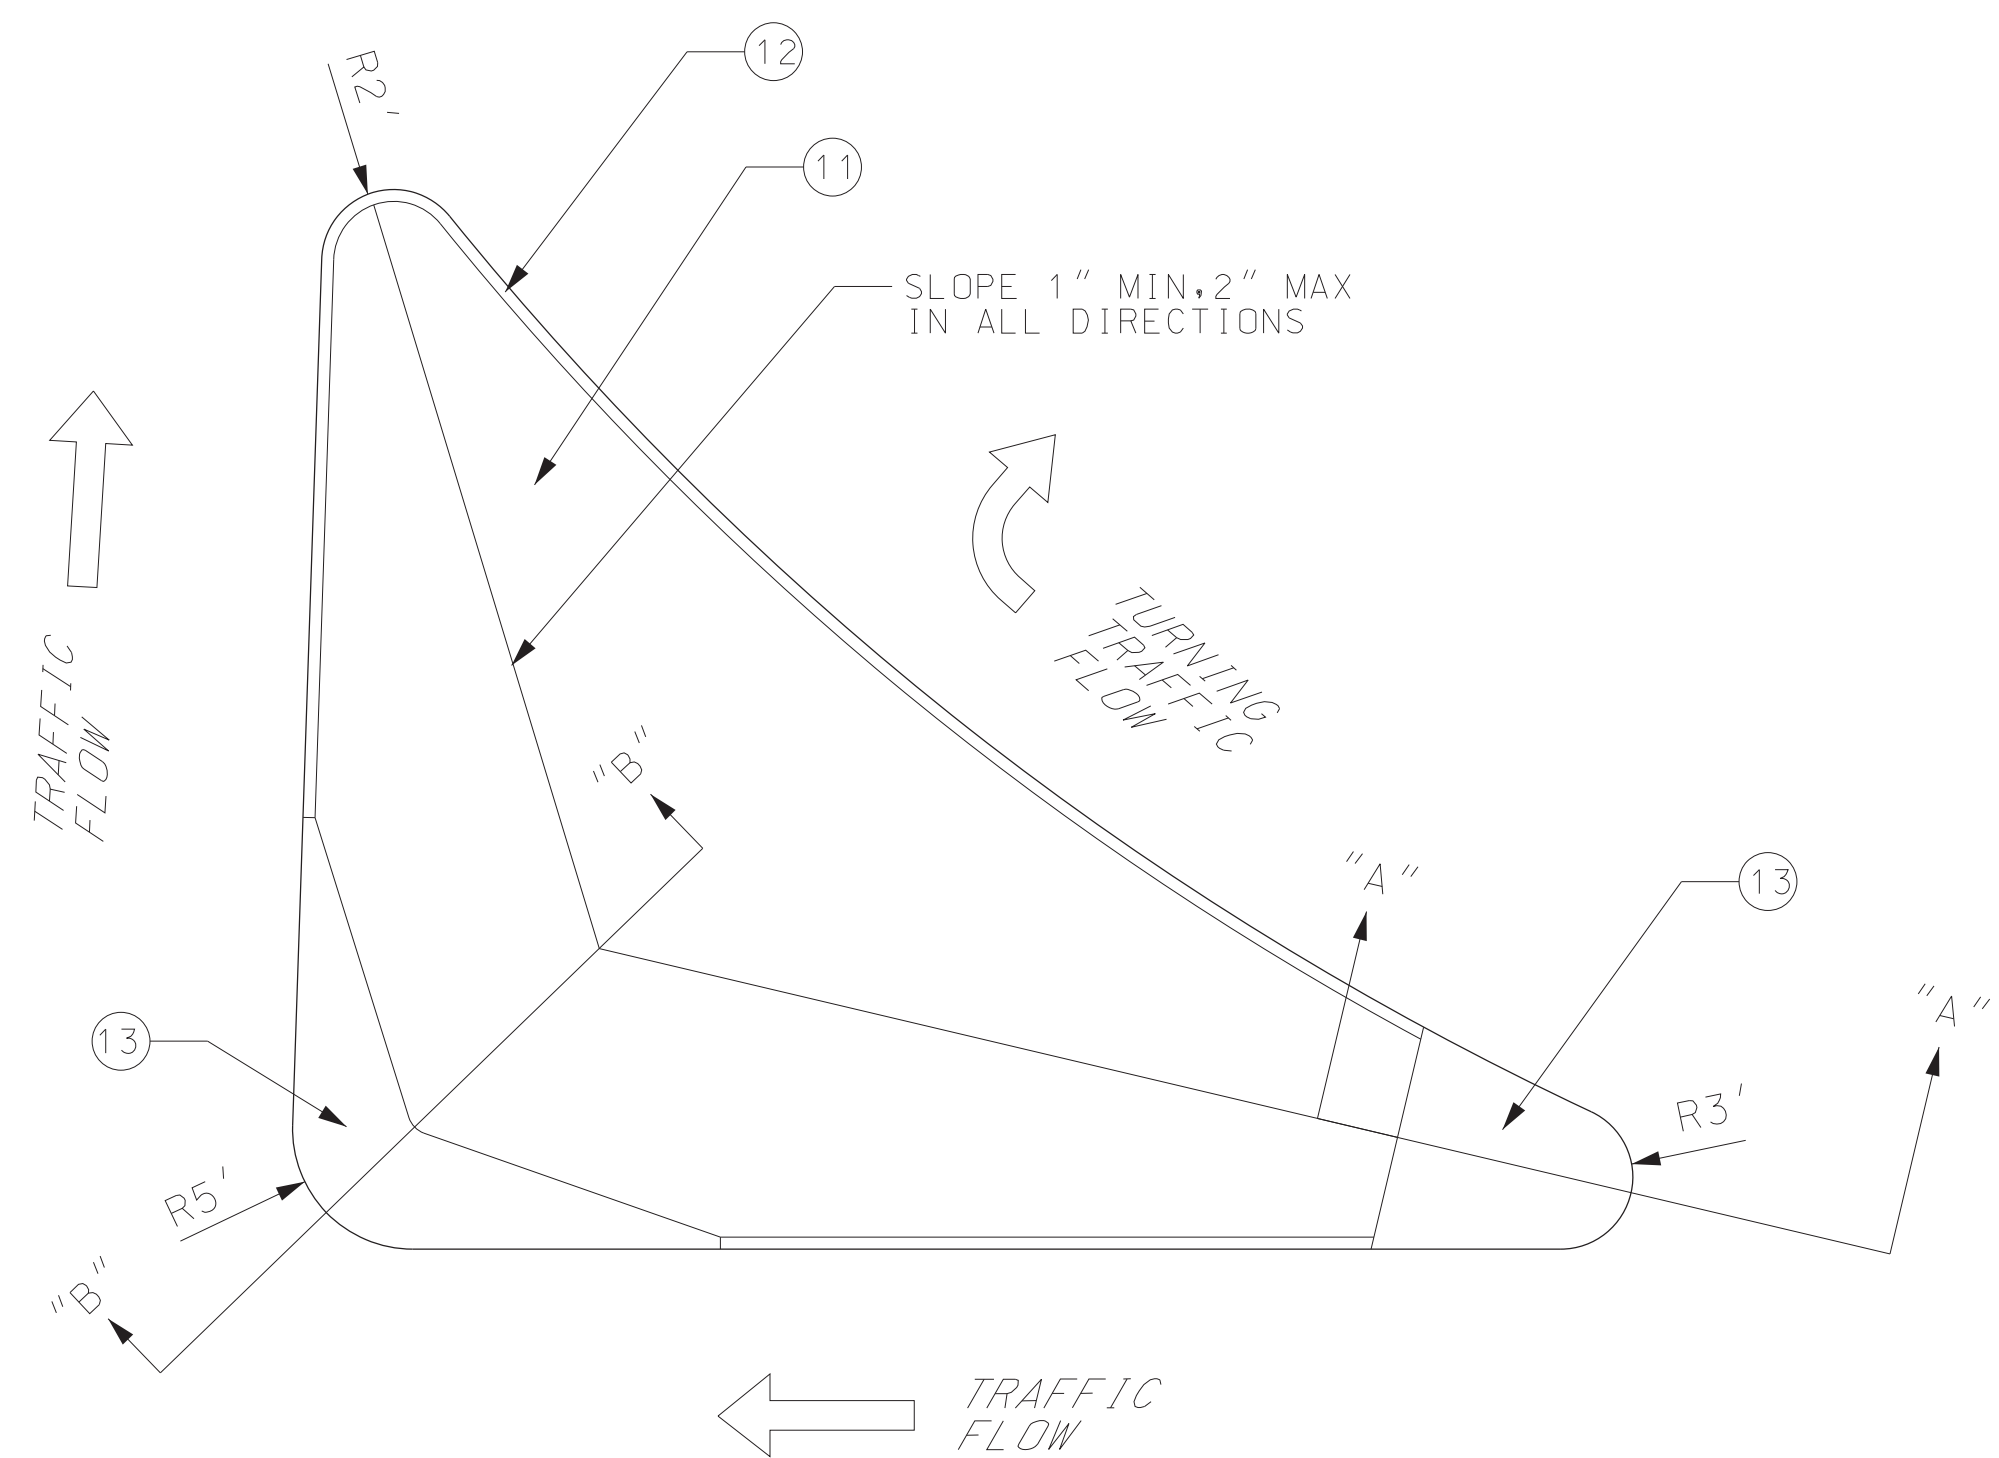 12
R2'
11
SLOPE 1" MIN,2" MAX
IN ALL DIRECTIONS
TURNING
TRAFFIC
FLOW
TRAFFIC
FLOW
"B"
"A"
13
"A"
13
R3'
R5'
"B"
TRAFFIC
FLOW